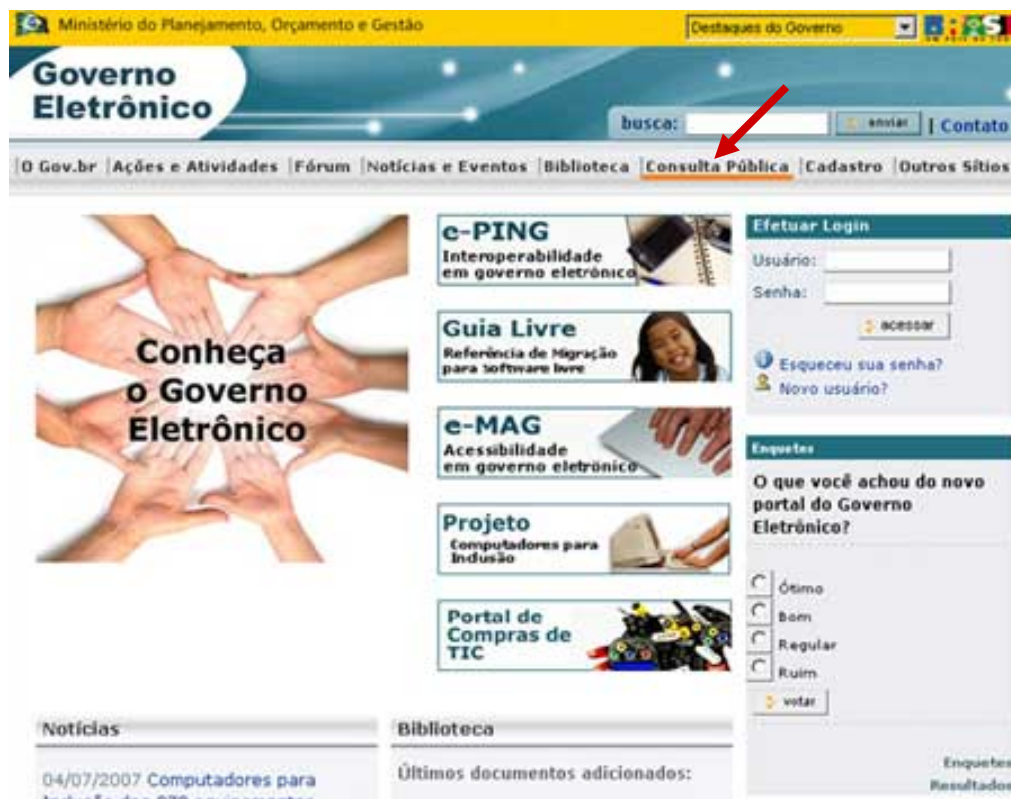 Ministério do Planejamento, Orçamento e Gestão
Destaques do Governo
Governo
Eletrônico
busca:
enviar
| Contato
|O Gov.br |Ações e Atividades |Fórum |Notícias e Eventos |Biblioteca |Consulta Pública |Cadastro |Outros Sítios
Conheça
o Governo
Eletrônico
e-PING
Interoperabilidade
em governo eletrônico
Guia Livre
Referência de Migração
para Software livre
e-MAG
Acessibilidade
em governo eletrônico
Projeto
Computadores para
Inclusão
Portal de
Compras de
TIC
Efetuar Login
Usuário:
Senha:
acessar
Esqueceu sua senha?
Novo usuário?
Enquetes
O que você achou do novo
portal do Governo
Eletrônico?
Ótimo
Bom
Regular
Ruim
votar
Enquetes
Resultados
Notícias
04/07/2007 Computadores para
Biblioteca
Últimos documentos adicionados: